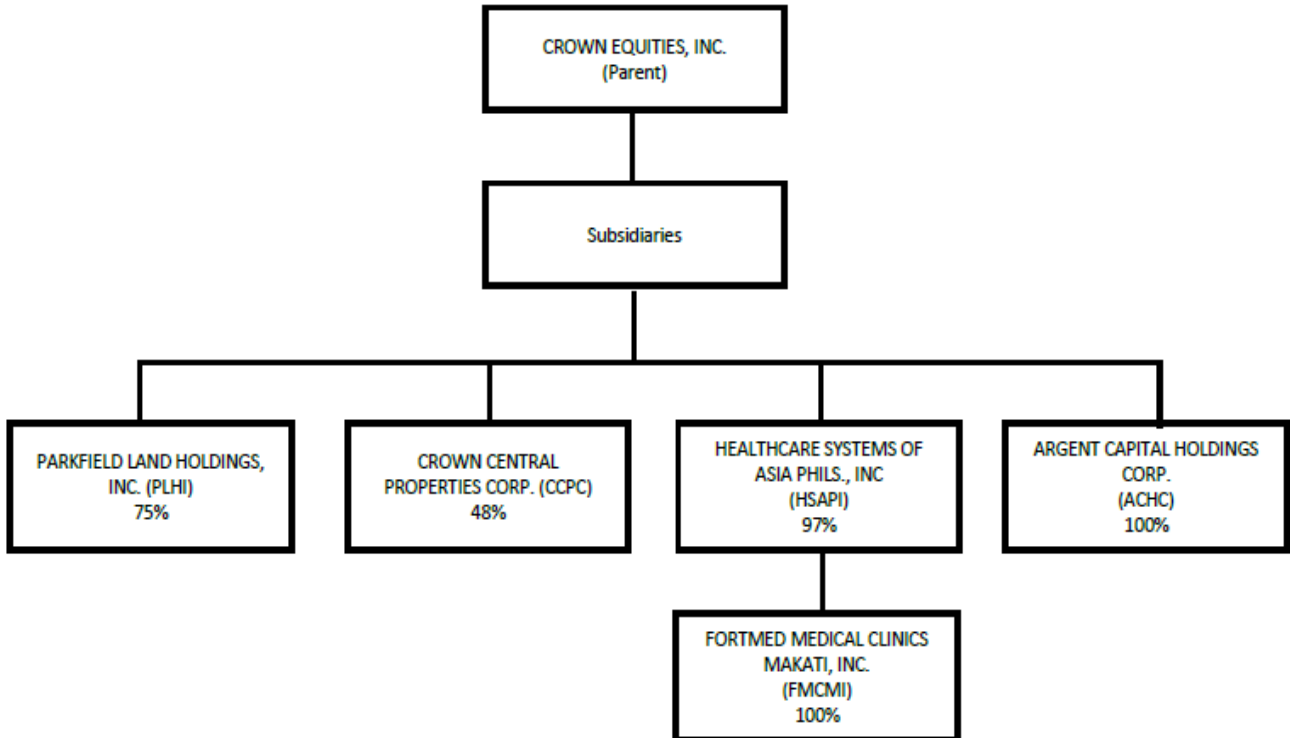 CROWN EQUITIES, INC.
(Parent)
Subsidiaries
PARKFIELD LAND HOLDINGS,
INC. (PLHI)
75%
CROWN CENTRAL
PROPERTIES CORP. (CCPC)
48%
HEALTHCARE SYSTEMS OF
ASIA PHILS., INC
(HSAPI)
97%
ARGENT CAPITAL HOLDINGS
CORP.
(ACHC)
100%
FORTMED MEDICAL CLINICS
MAKATI, INC.
(FMCMI)
100%